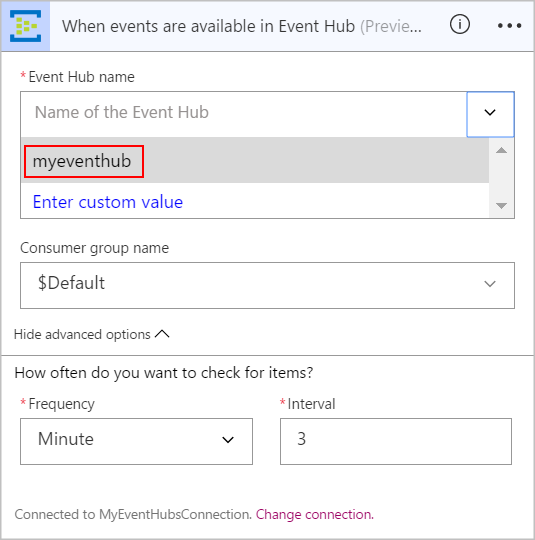 When events are available in Event Hub (Previe...
* Event Hub name
Name of the Event Hub
myeventhub
Enter custom value
Consumer group name
$Default
Hide advanced options
How often do you want to check for items?
* Frequency * Interval
Minute 3
Connected to MyEventHubsConnection. Change connection.